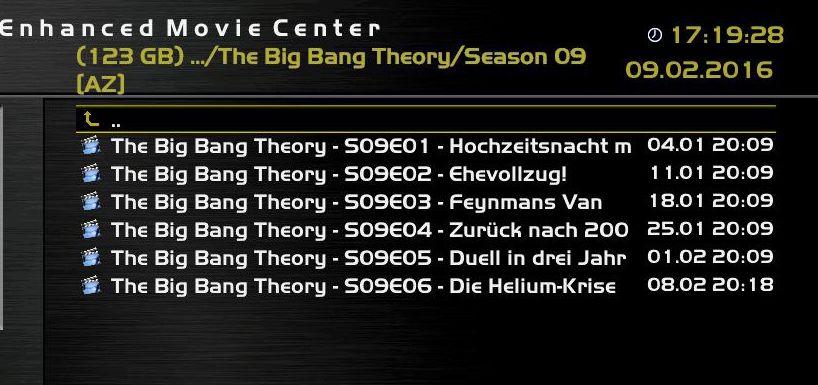 Enhanced Movie Center
17:19:28
(123 GB) .../The Big Bang Theory/Season 09
[AZ]
09.02.2016
..
The Big Bang Theory - S09E01 - Hochzeitsnacht m 04.01 20:09
The Big Bang Theory - S09E02 - Ehevollzug! 11.01 20:09
The Big Bang Theory - S09E03 - Feynmans Van 18.01 20:09
The Big Bang Theory - S09E04 - Zurück nach 200 25.01 20:09
The Big Bang Theory - S09E05 - Duell in drei Jahr 01.02 20:09
The Big Bang Theory - S09E06 - Die Helium-Krise 08.02 20:18